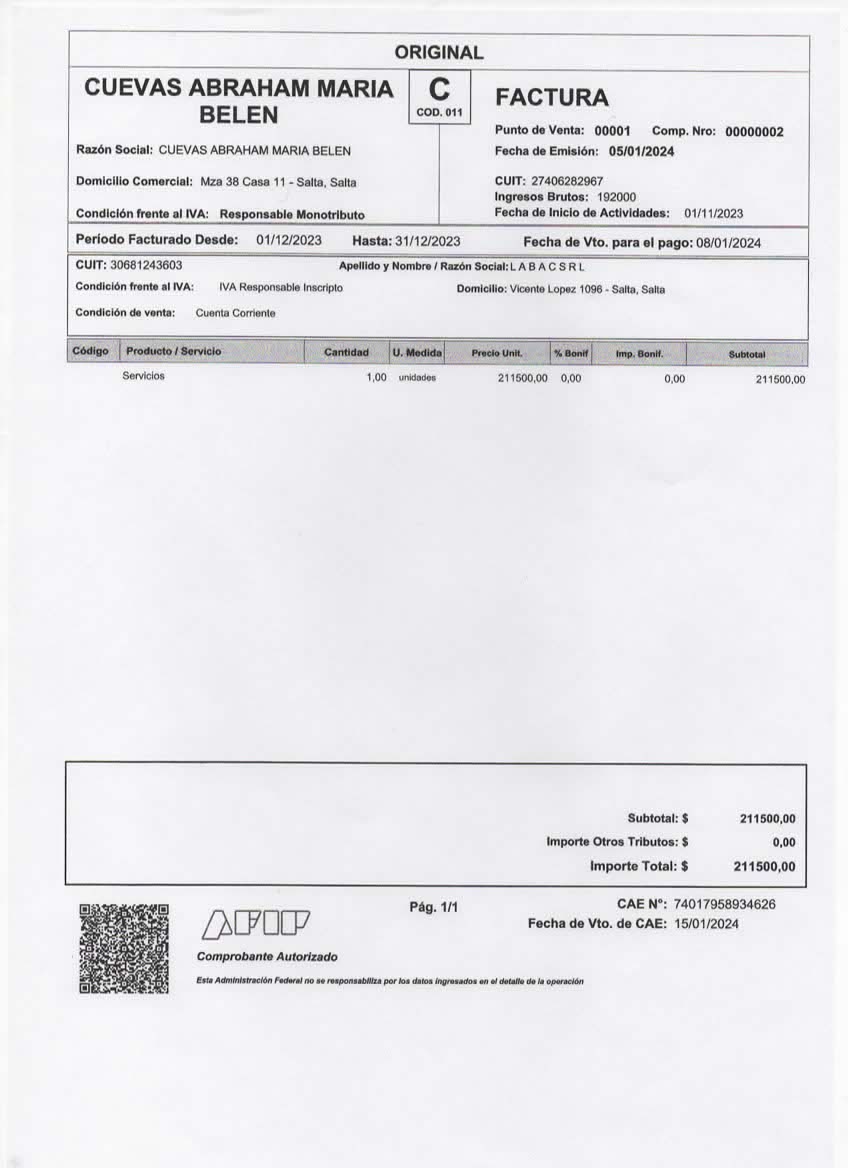 ORIGINAL
CUEVAS ABRAHAM MARIA
BELEN
C
COD. 011
FACTURA
Punto de Venta: 00001 Comp. Nro: 00000002
Razón Social: CUEVAS ABRAHAM MARIA BELEN
Fecha de Emisión: 05/01/2024
Domicilio Comercial: Mza 38 Casa 11 - Salta, Salta
CUIT: 27406282967
Ingresos Brutos: 192000
Condición frente al IVA: Responsable Monotributo
Fecha de Inicio de Actividades: 01/11/2023
Período Facturado Desde: 01/12/2023 Hasta: 31/12/2023 Fecha de Vto. para el pago: 08/01/2024
CUIT: 30681243603 Apellido y Nombre / Razón Social: L A B A C S R L
Condición frente al IVA: IVA Responsable Inscripto Domicilio: Vicente Lopez 1096 - Salta, Salta
Condición de venta: Cuenta Corriente
Código Producto / Servicio Cantidad U. Medida Precio Unit. % Bonif Imp. Bonif. Subtotal
Servicios 1,00 unidades 211500,00 0,00 0,00 211500,00
Subtotal: $ 211500,00
Importe Otros Tributos: $ 0,00
Importe Total: $ 211500,00
AFIP
Pág. 1/1
CAE N°: 74017958934626
Fecha de Vto. de CAE: 15/01/2024
Comprobante Autorizado
Esta Administración Federal no se responsabiliza por los datos ingresados en el detalle de la operación